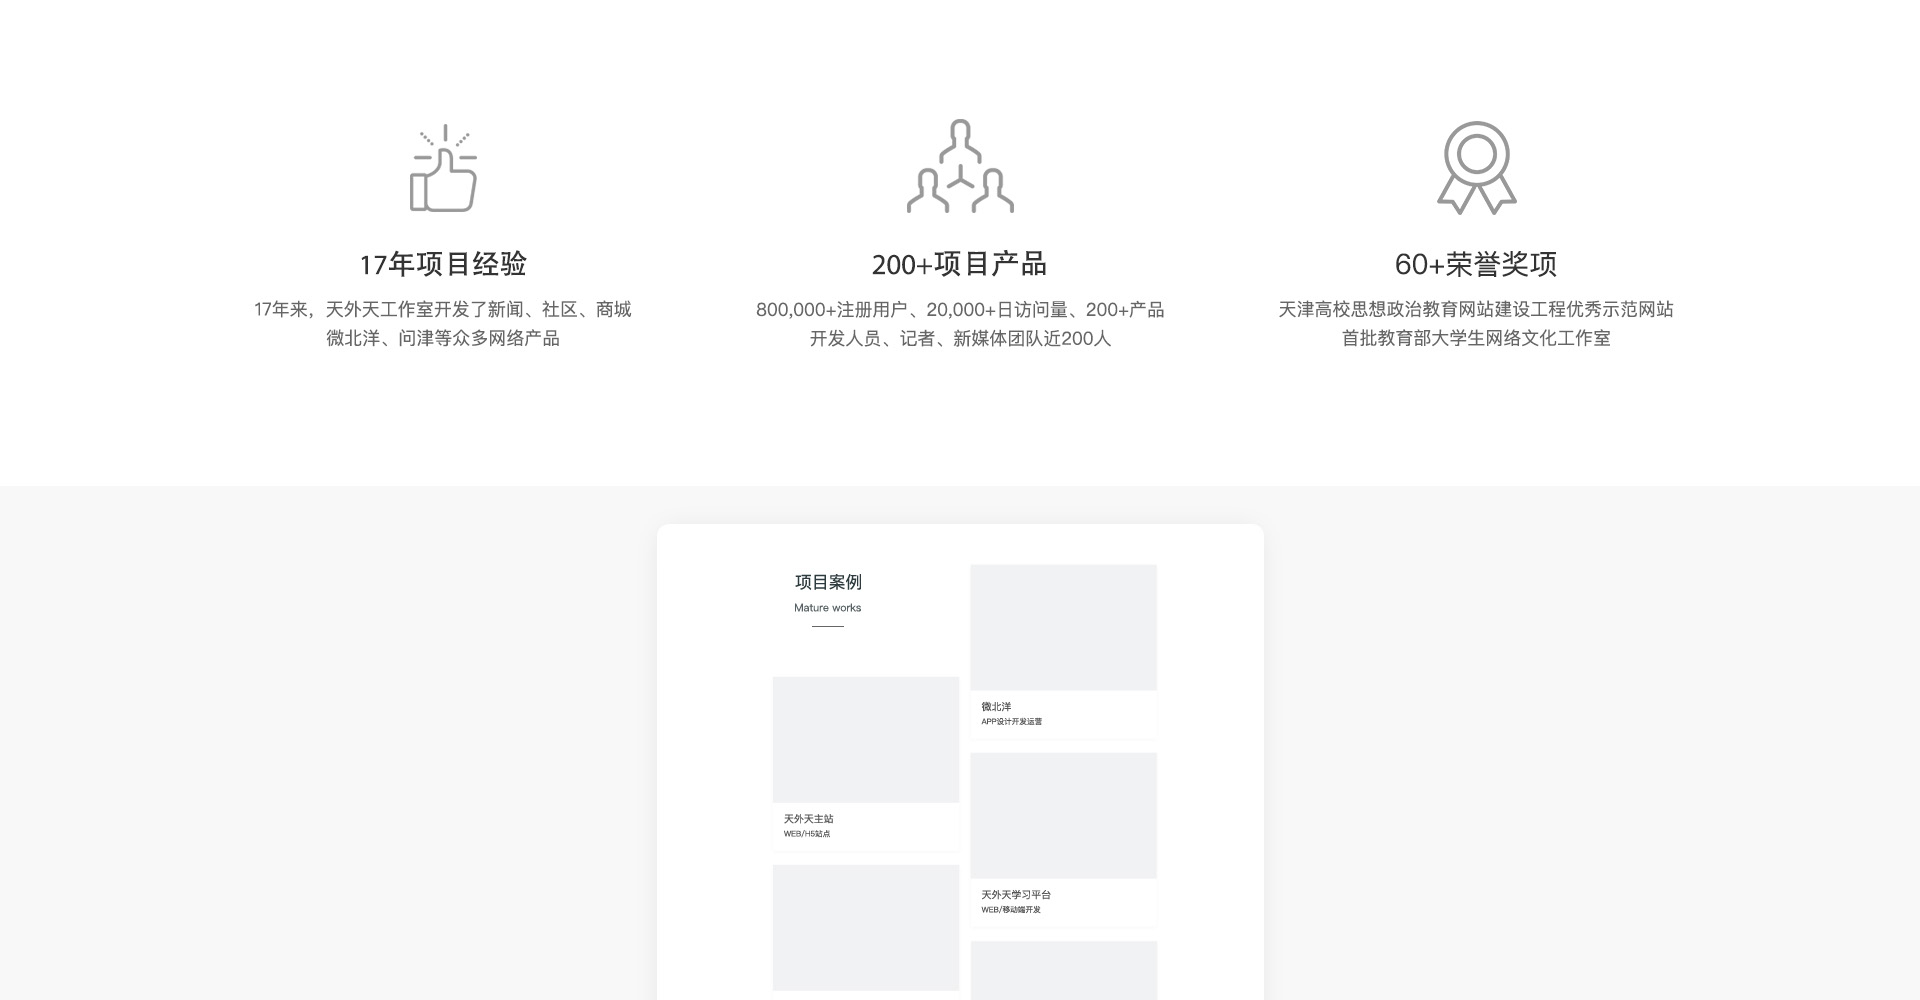 17年项目经验
17年来，天外天工作室开发了新闻、社区、商城
微北洋、问津等众多网络产品
200+项目产品
800,000+注册用户、20,000+日访问量、200+产品
开发人员、记者、新媒体团队近200人
60+荣誉奖项
天津高校思想政治教育网站建设工程优秀示范网站
首批教育部大学生网络文化工作室
项目案例
Mature works
天外天主站
WEB/H5站点
微北洋
APP设计开发运营
天外天学习平台
WEB/移动端开发